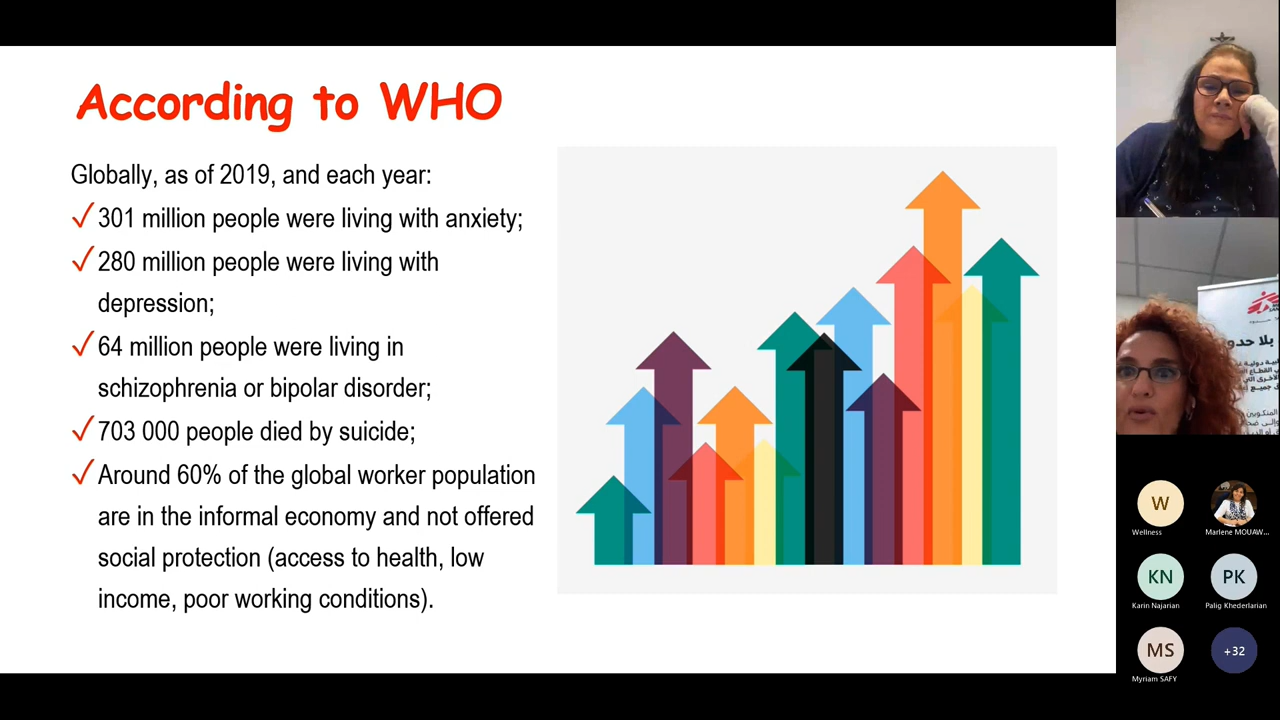 According to WHO
Globally, as of 2019, and each year:
301 million people were living with anxiety;
280 million people were living with
depression;
64 million people were living in
schizophrenia or bipolar disorder;
703 000 people died by suicide;
Around 60% of the global worker population
are in the informal economy and not offered
social protection (access to health, low
income, poor working conditions).
بلا حدو
W
Wellness
Marlene MOUAW...
KN
Karin Najarian
PK
Palig Khederlarian
MS
Myriam SAFY
+32